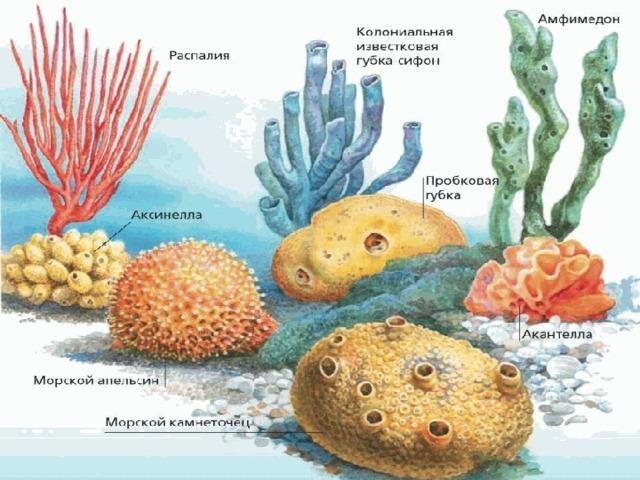 Амфимедон
Колониальная
известковая
губка-сифон
Распалия
Пробковая
губка
Аксинелла
Акантелла
Морской апельсин
Морской камнеточец